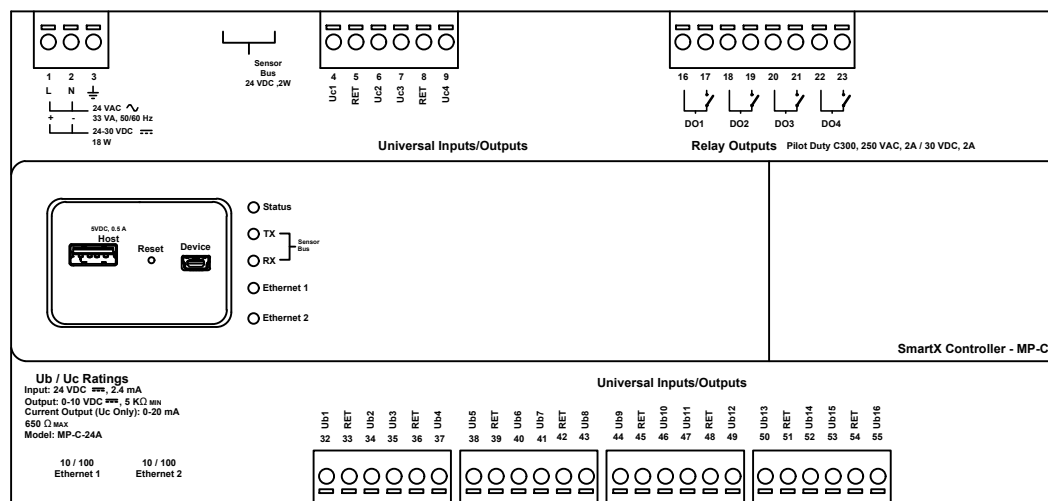 1 2 3
L N
24 VAC
33 VA, 50/60 Hz
+ -
24-30 VDC
18 W
Sensor
Bus
24 VDC ,2W
4 5 6 7 8 9
Uc1 RET Uc2 Uc3 RET Uc4
Universal Inputs/Outputs
16 17 18 19 20 21 22 23
DO1 DO2 DO3 DO4
Relay Outputs Pilot Duty C300, 250 VAC, 2A / 30 VDC, 2A
5VDC, 0.5 A
Host
Reset
Device
Status
TX
RX
Sensor
Bus
Ethernet 1
Ethernet 2
SmartX Controller - MP-C
Ub / Uc Ratings
Input: 24 VDC , 2.4 mA
Output: 0-10 VDC , 5 KΩ MIN
Current Output (Uc Only): 0-20 mA
650 Ω MAX
Model: MP-C-24A
10 / 100
Ethernet 1
10 / 100
Ethernet 2
Universal Inputs/Outputs
Ub1 RET Ub2 Ub3 RET Ub4 Ub5 RET Ub6 Ub7 RET Ub8 Ub9 RET Ub10 Ub11 RET Ub12 Ub13 RET Ub14 Ub15 RET Ub16
32 33 34 35 36 37 38 39 40 41 42 43 44 45 46 47 48 49 50 51 52 53 54 55